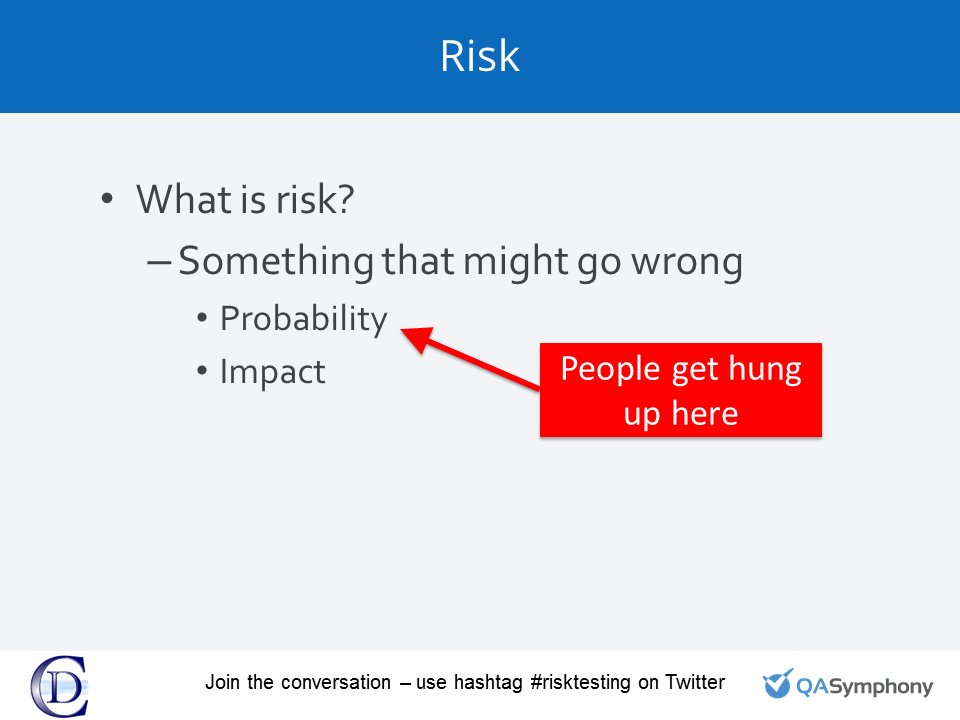 Risk
• What is risk?
– Something that might go wrong
• Probability
• Impact
People get hung
up here
CD
Join the conversation – use hashtag #risktesting on Twitter
QASymphony